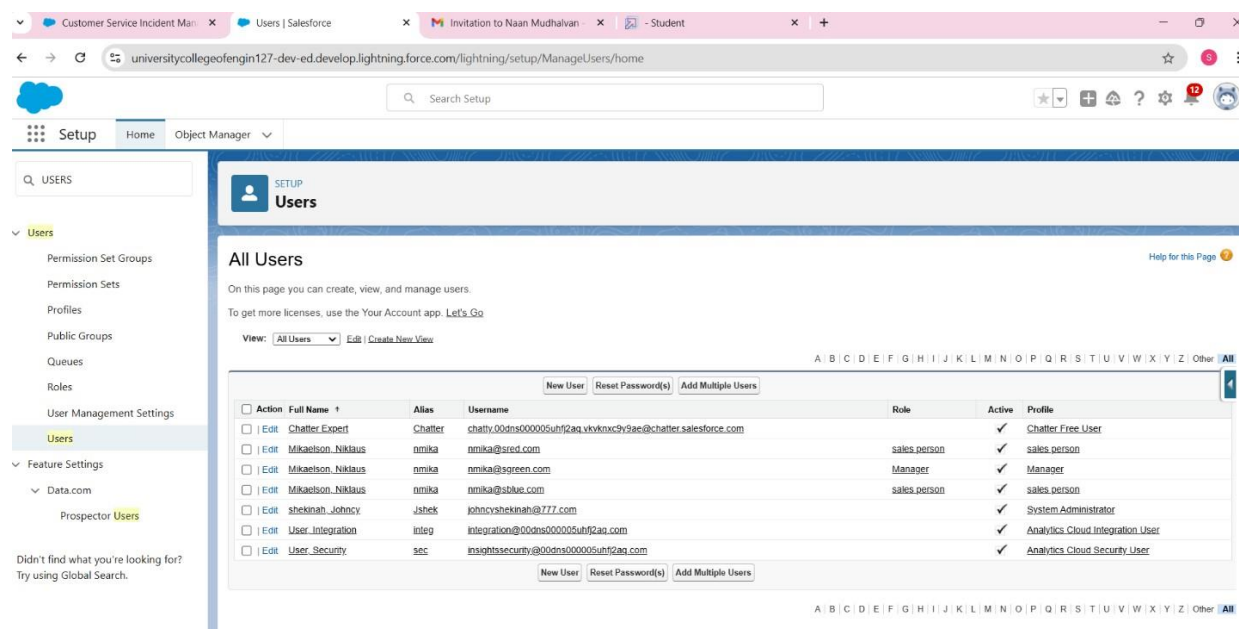 Customer Service Incident Man
Users | Salesforce
Invitation to Naan Mudhalvan
- Student
universitycollegeofengin127-dev-ed.develop.lightning.force.com/lightning/setup/ManageUsers/home
S
Search Setup
12
Setup Home Object Manager
USERS
Users
Permission Set Groups
Permission Sets
Profiles
Public Groups
Queues
Roles
User Management Settings
Users
Feature Settings
Data.com
Prospector Users
Didn't find what you're looking for?
Try using Global Search.
SETUP
Users
All Users
Help for this Page
On this page you can create, view, and manage users.
To get more licenses, use the Your Account app. Let's Go
View: All Users Edit | Create New View
A | B | C | D | E | F | G | H | I | J | K | L | M | N | O | P | Q | R | S | T | U | V | W | X | Y | Z | Other All
New User Reset Password(s) Add Multiple Users
Action Full Name ↑ Alias Username Role Active Profile
| Edit Chatter Expert Chatter chatty.00dns000005uhfj2aq.vkvknxc9y9ae@chatter.salesforce.com ✓ Chatter Free User
| Edit Mikaelson, Niklaus nmika nmika@sred.com sales person ✓ sales person
| Edit Mikaelson, Niklaus nmika nmika@sgreen.com Manager ✓ Manager
| Edit Mikaelson, Niklaus nmika nmika@sblue.com sales person ✓ sales person
| Edit shekinah, Johncy Jshek johncyshekinah@777.com ✓ System Administrator
| Edit User, Integration integ integration@00dns000005uhfj2aq.com ✓ Analytics Cloud Integration User
| Edit User, Security sec insightssecurity@00dns000005uhfj2aq.com ✓ Analytics Cloud Security User
New User Reset Password(s) Add Multiple Users
A | B | C | D | E | F | G | H | I | J | K | L | M | N | O | P | Q | R | S | T | U | V | W | X | Y | Z | Other All